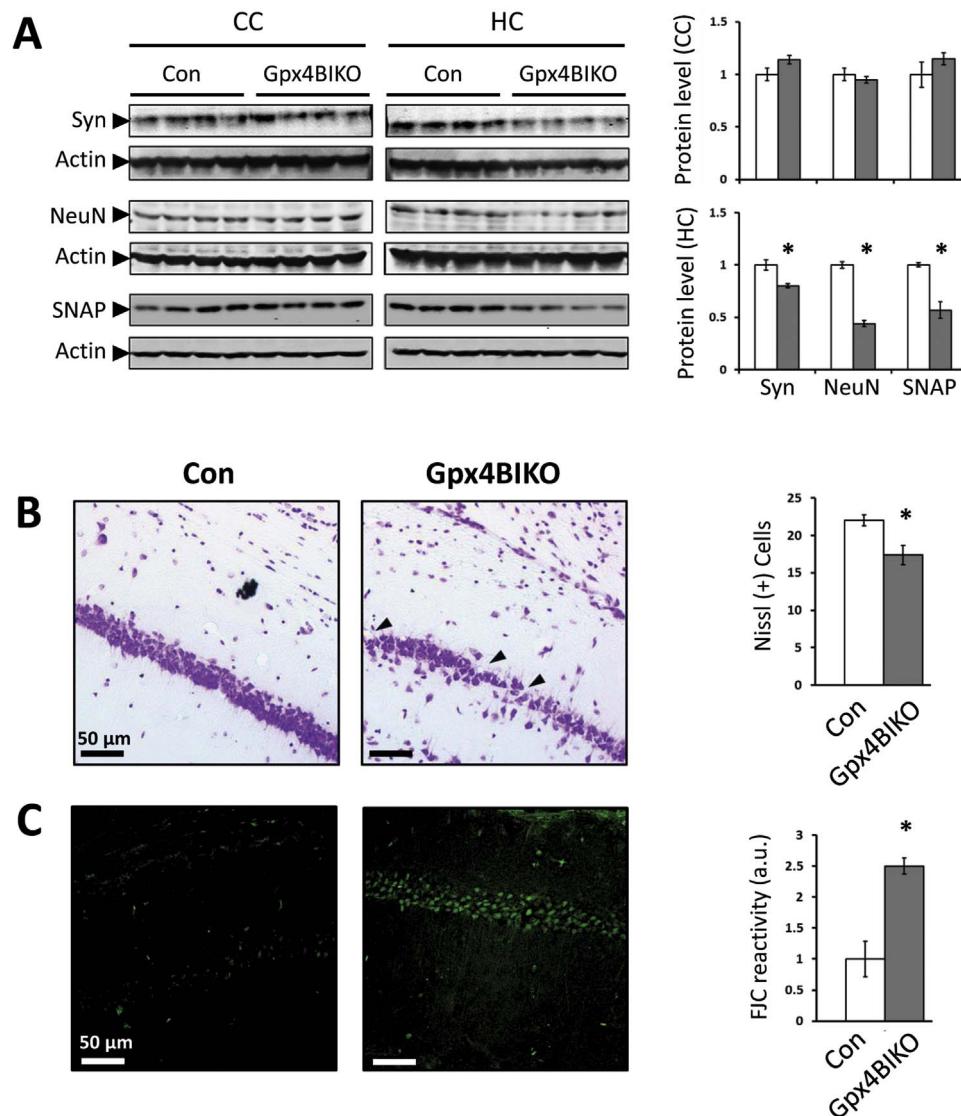 A
CC HC
Con Gpx4BIKO Con Gpx4BIKO
Syn
Actin
NeuN
Actin
SNAP
Actin
Protein level (CC)
1.5
1
0.5
0
Protein level (HC)
1.5
1
0.5
0
* * *
Syn NeuN SNAP
B
Con Gpx4BIKO
50 µm
Nissl (+) Cells
25
20
15
10
5
0
*
Con
Gpx4BIKO
C
50 µm
FJC reactivity (a.u.)
3
2.5
2
1.5
1
0.5
0
*
Con
Gpx4BIKO